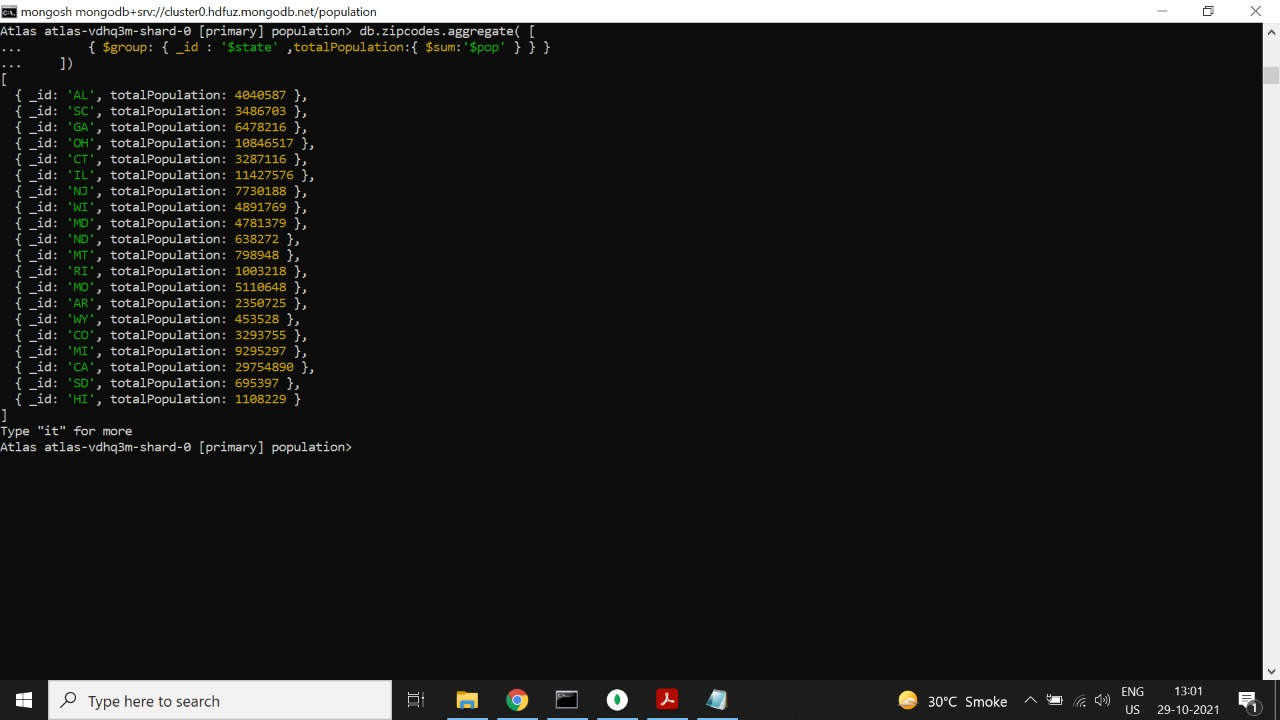 mongosh mongodb+srv://cluster0.hdfuz.mongodb.net/population
Atlas atlas-vdhq3m-shard-0 [primary] population> db.zipcodes.aggregate( [
...         { $group: { _id : '$state' ,totalPopulation:{ $sum:'$pop' } } }
...     ])
[
  { _id: 'AL', totalPopulation: 4040587 },
  { _id: 'SC', totalPopulation: 3486703 },
  { _id: 'GA', totalPopulation: 6478216 },
  { _id: 'OH', totalPopulation: 10846517 },
  { _id: 'CT', totalPopulation: 3287116 },
  { _id: 'IL', totalPopulation: 11427576 },
  { _id: 'NJ', totalPopulation: 7730188 },
  { _id: 'WI', totalPopulation: 4891769 },
  { _id: 'MD', totalPopulation: 4781379 },
  { _id: 'ND', totalPopulation: 638272 },
  { _id: 'MT', totalPopulation: 798948 },
  { _id: 'RI', totalPopulation: 1003218 },
  { _id: 'MO', totalPopulation: 5110648 },
  { _id: 'AR', totalPopulation: 2350725 },
  { _id: 'WY', totalPopulation: 453528 },
  { _id: 'CO', totalPopulation: 3293755 },
  { _id: 'MI', totalPopulation: 9295297 },
  { _id: 'CA', totalPopulation: 29754890 },
  { _id: 'SD', totalPopulation: 695397 },
  { _id: 'HI', totalPopulation: 1108229 }
]
Type "it" for more
Atlas atlas-vdhq3m-shard-0 [primary] population>
Type here to search
30°C Smoke
ENG
US
13:01
29-10-2021
1